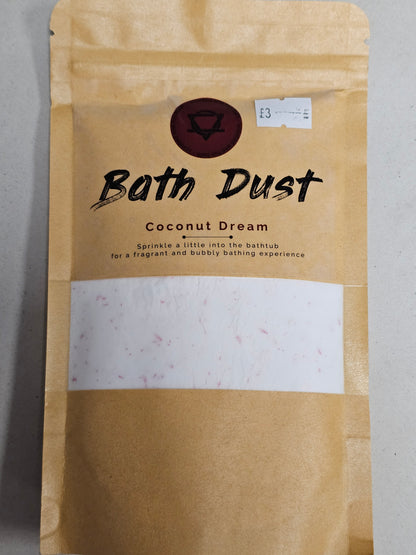 £3
Bath Dust
Coconut Dream
Sprinkle a little into the bathtub
for a fragrant and bubbly bathing experience